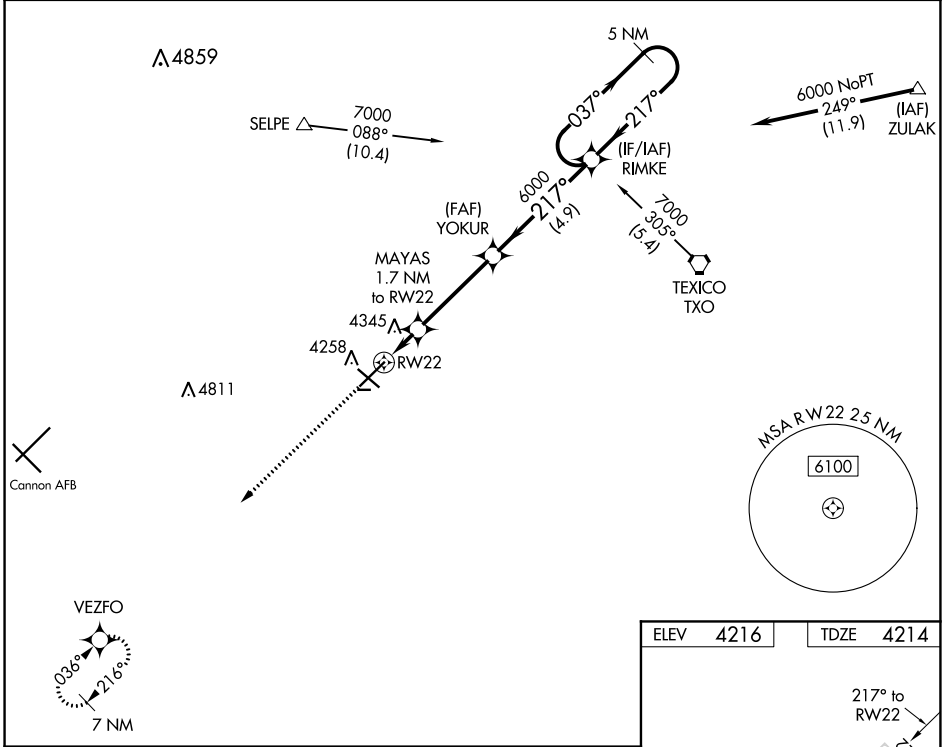 4859
5 NM
037°
217°
6000 NoPT
249°
(11.9)
(IAF)
ZULAK
SELPE
7000
088°
(10.4)
(IF/IAF)
RIMKE
6000
217°
(4.9)
7000
305°
(5.4)
TEXICO
TXO
(FAF)
YOKUR
MAYAS
1.7 NM
to RW22
4345
4258
RW22
4811
Cannon AFB
MSA RW22 25 NM
6100
VEZFO
036°
216°
7 NM
ELEV 4216
TDZE 4214
217° to
RW22